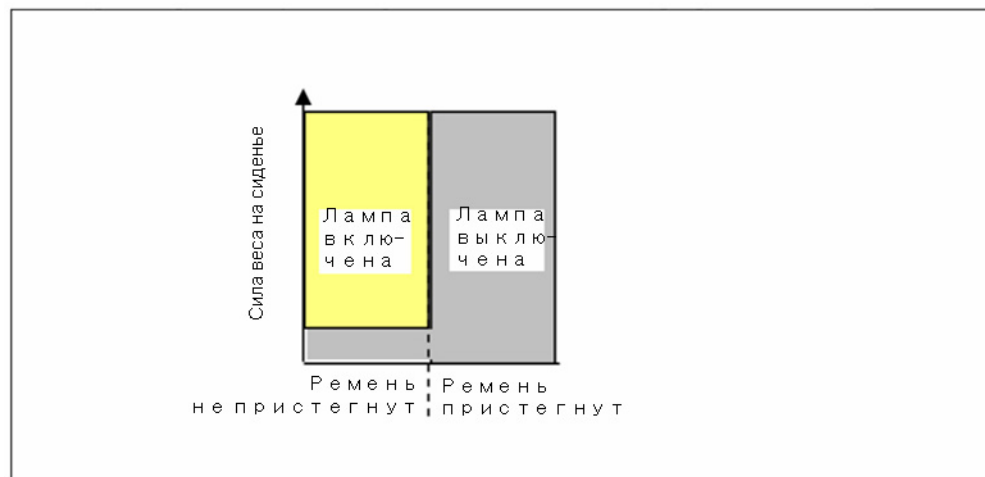 Сила веса на сиденье
Лампа
вклю-
чена
Лампа
выклю-
чена
Ремень
не пристегнут
Ремень
пристегнут